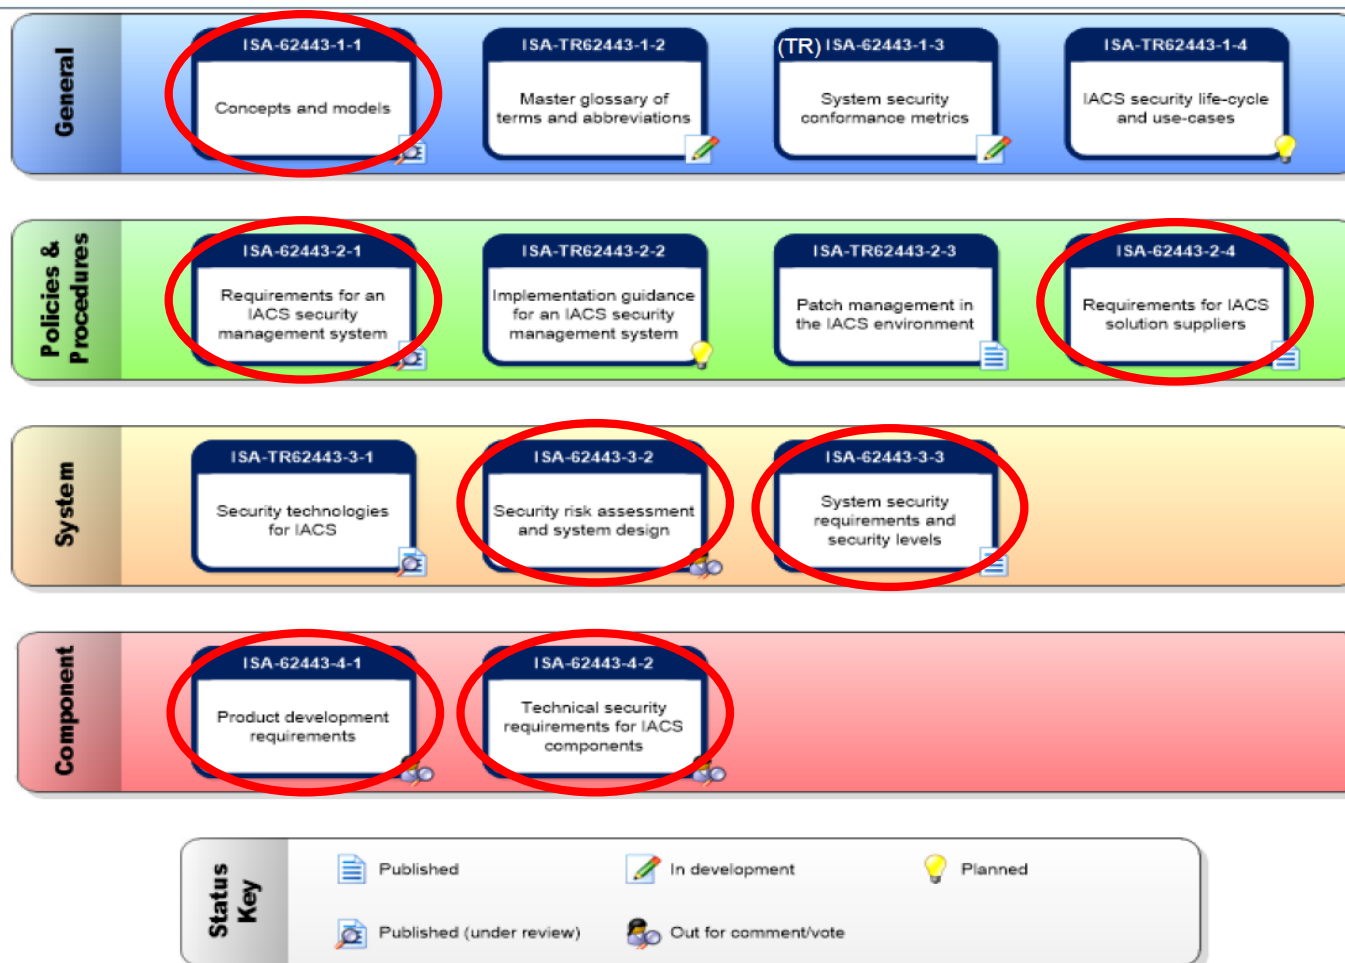 General
ISA-62443-1-1
Concepts and models
ISA-TR62443-1-2
Master glossary of
terms and abbreviations
(TR) ISA-62443-1-3
System security
conformance metrics
ISA-TR62443-1-4
IACS security life-cycle
and use-cases
Policies &
Procedures
ISA-62443-2-1
Requirements for an
IACS security
management system
ISA-TR62443-2-2
Implementation guidance
for an IACS security
management system
ISA-TR62443-2-3
Patch management in
the IACS environment
ISA-62443-2-4
Requirements for IACS
solution suppliers
System
ISA-TR62443-3-1
Security technologies
for IACS
ISA-62443-3-2
Security risk assessment
and system design
ISA-62443-3-3
System security
requirements and
security levels
Component
ISA-62443-4-1
Product development
requirements
ISA-62443-4-2
Technical security
requirements for IACS
components
Status
Key
Published
In development
Planned
Published (under review)
Out for comment/vote